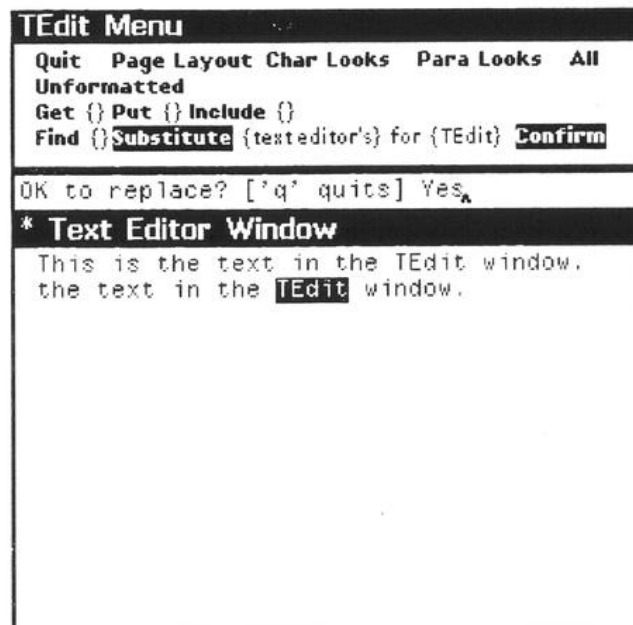 TEdit Menu
Quit Page Layout Char Looks Para Looks All
Unformatted
Get {} Put {} Include {}
Find {} Substitute {text editor's} for {TEdit} Confirm
OK to replace? ['q' quits] Yes
* Text Editor Window
This is the text in the TEdit window.
the text in the TEdit window.